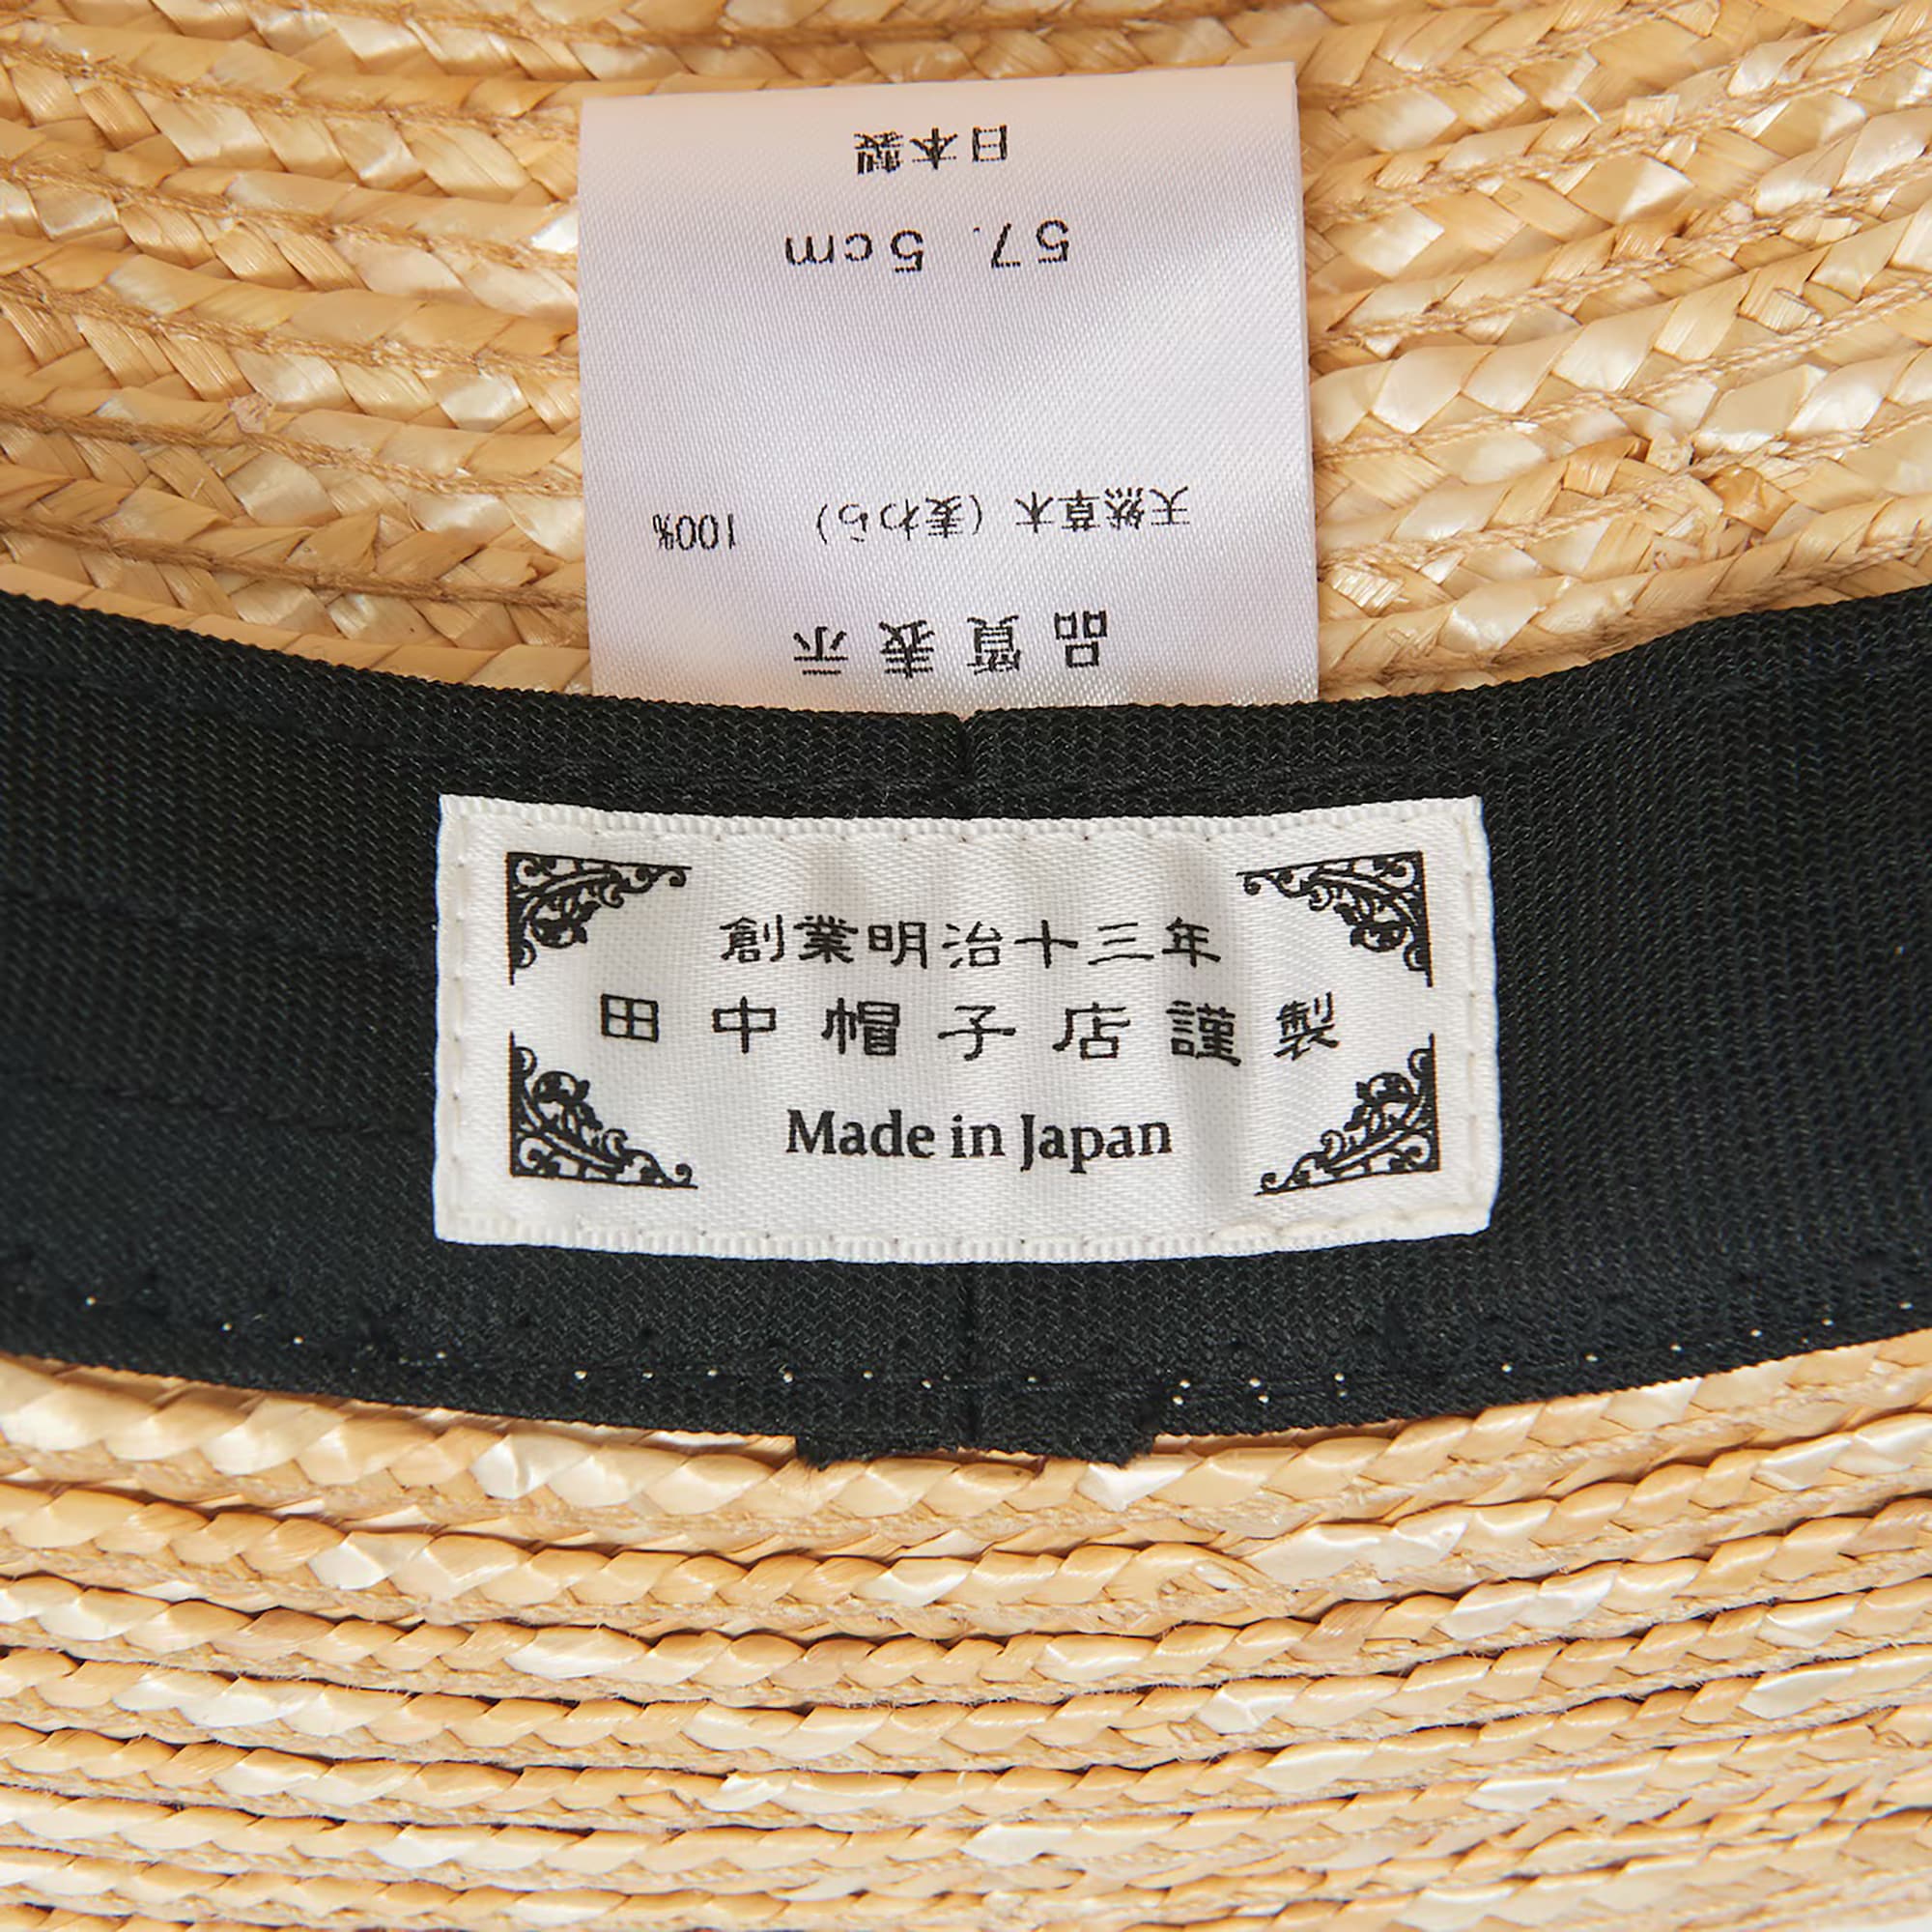 品質表示
天然草木（麦わら） 100%
57. 5cm
日本製
創業明治十三年
田中帽子店謹製
Made in Japan